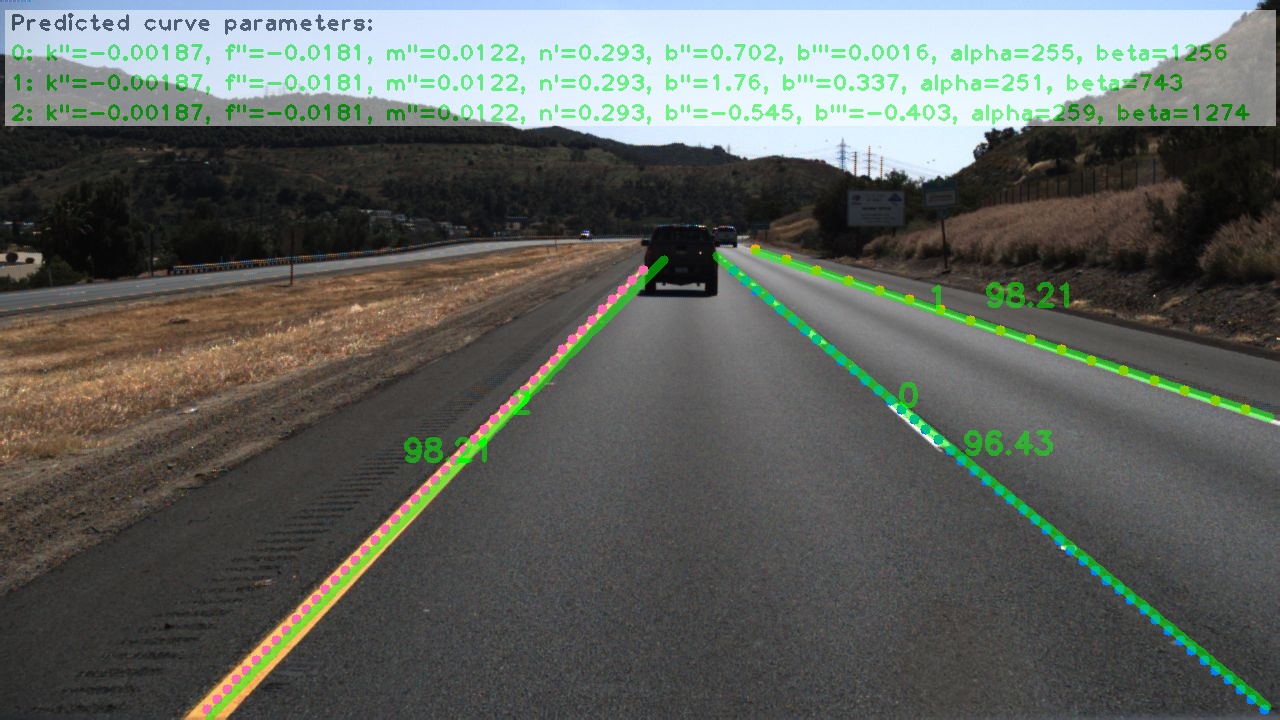 Predicted curve parameters:
0: k"=-0.00187, f"=-0.0181, m"=0.0122, n'=0.293, b"=0.702, b'''=0.0016, alpha=255, beta=1256
1: k"=-0.00187, f"=-0.0181, m"=0.0122, n'=0.293, b"=1.76, b'''=0.337, alpha=251, beta=743
2: k"=-0.00187, f"=-0.0181, m"=0.0122, n'=0.293, b"=-0.545, b'''=-0.403, alpha=259, beta=1274
1 98.21
0
2
96.43
98.21